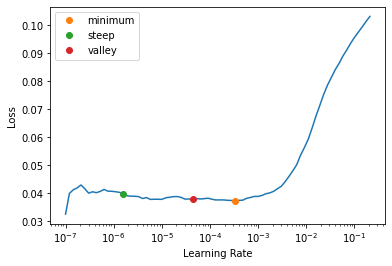 minimum
steep
valley
0.10
0.09
0.08
0.07
0.06
0.05
0.04
0.03
Loss
10⁻⁷ 10⁻⁶ 10⁻⁵ 10⁻⁴ 10⁻³ 10⁻² 10⁻¹
Learning Rate